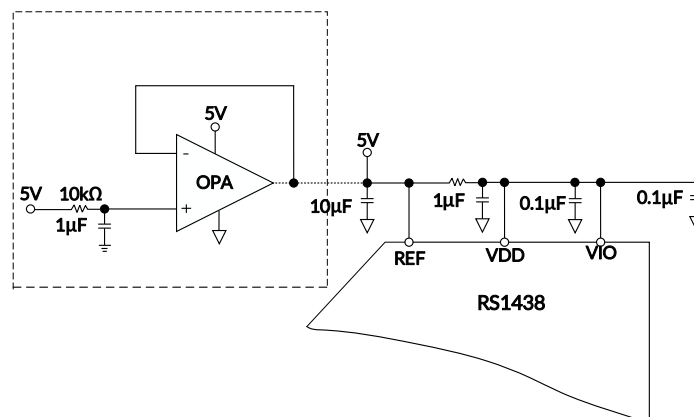 5V
5V
5V
10kΩ
-
OPA
+
1µF
10µF
1µF
0.1µF
0.1µF
REF
VDD
VIO
RS1438